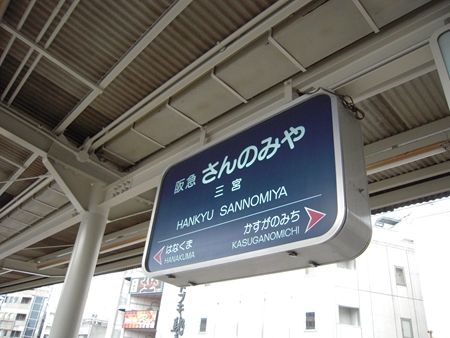 阪急 さんのみや
三宮
HANKYU SANNOMIYA
はなくま
HANAKUMA
かすがのみち
KASUGANOMICHI